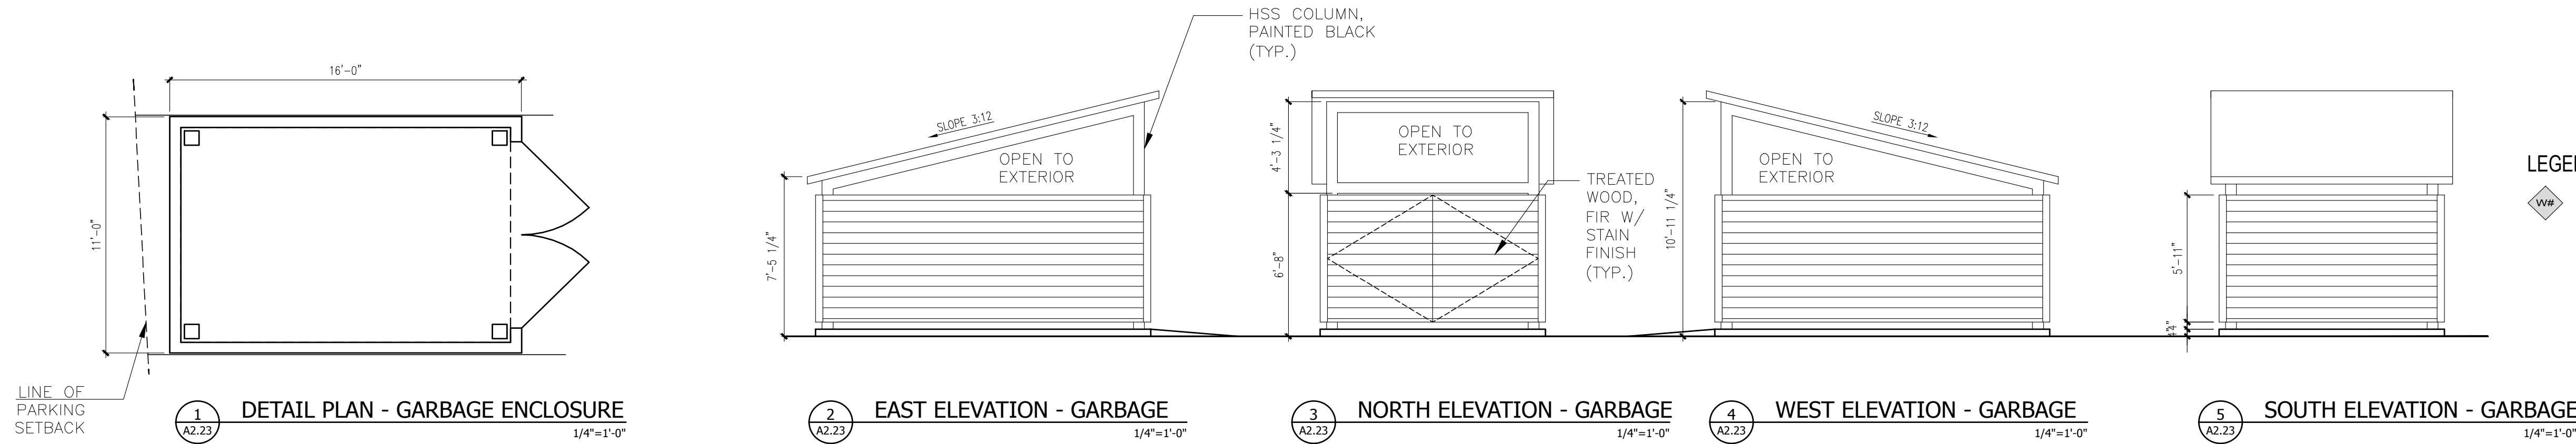 16'-0"
11'-0"
LINE OF
PARKING
SETBACK
1
A2.23
DETAIL PLAN - GARBAGE ENCLOSURE
1/4"=1'-0"
HSS COLUMN,
PAINTED BLACK
(TYP.)
SLOPE 3:12
OPEN TO
EXTERIOR
7'-5 1/4"
2
A2.23
EAST ELEVATION - GARBAGE
1/4"=1'-0"
4'-3 1/4"
6'-8"
OPEN TO
EXTERIOR
TREATED
WOOD,
FIR W/
STAIN
FINISH
(TYP.)
3
A2.23
NORTH ELEVATION - GARBAGE
1/4"=1'-0"
10'-11 1/4"
SLOPE 3:12
OPEN TO
EXTERIOR
4
A2.23
WEST ELEVATION - GARBAGE
1/4"=1'-0"
5'-11"
4"
4"
5
A2.23
SOUTH ELEVATION - GARBAGE
1/4"=1'-0"
LEGE
W#